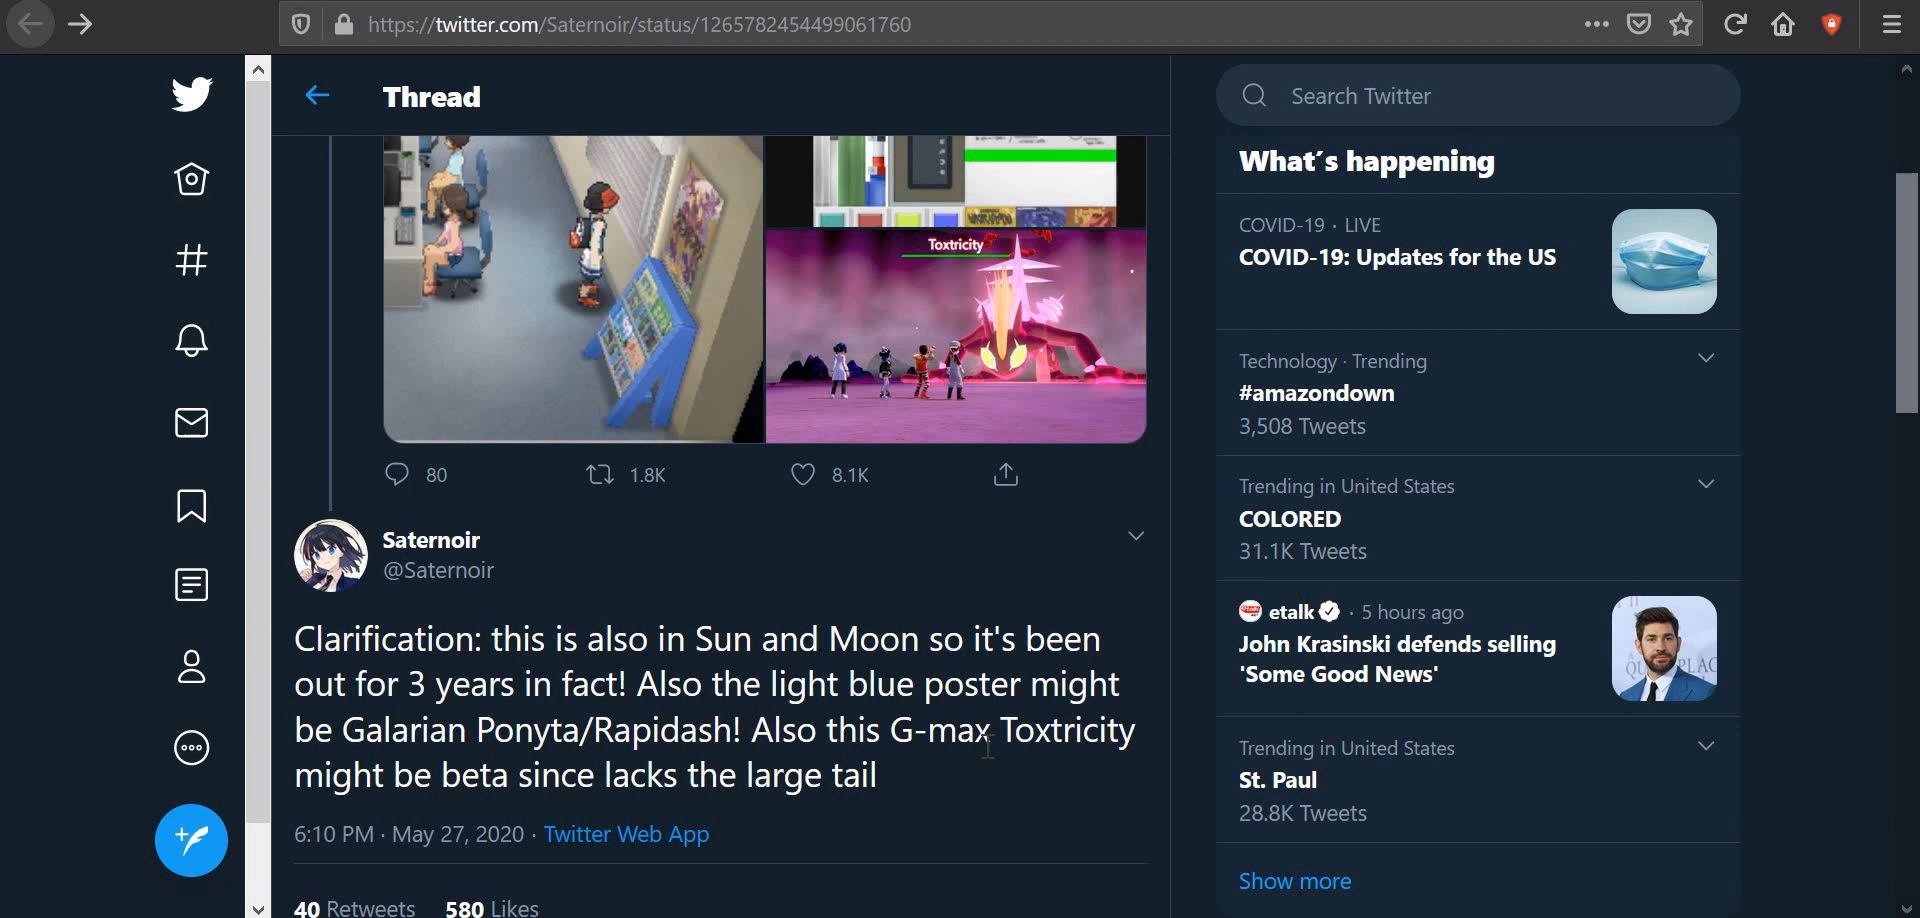 https://twitter.com/Saternoir/status/1265782454499061760
Thread
Search Twitter
Toxtricity
80
1.8K
8.1K
Saternoir
@Saternoir
Clarification: this is also in Sun and Moon so it's been
out for 3 years in fact! Also the light blue poster might
be Galarian Ponyta/Rapidash! Also this G-max Toxtricity
might be beta since lacks the large tail
6:10 PM · May 27, 2020 · Twitter Web App
40 Retweets 580 Likes
What´s happening
COVID-19 · LIVE
COVID-19: Updates for the US
Technology · Trending
#amazondown
3,508 Tweets
Trending in United States
COLORED
31.1K Tweets
etalk · 5 hours ago
John Krasinski defends selling
'Some Good News'
Trending in United States
St. Paul
28.8K Tweets
Show more